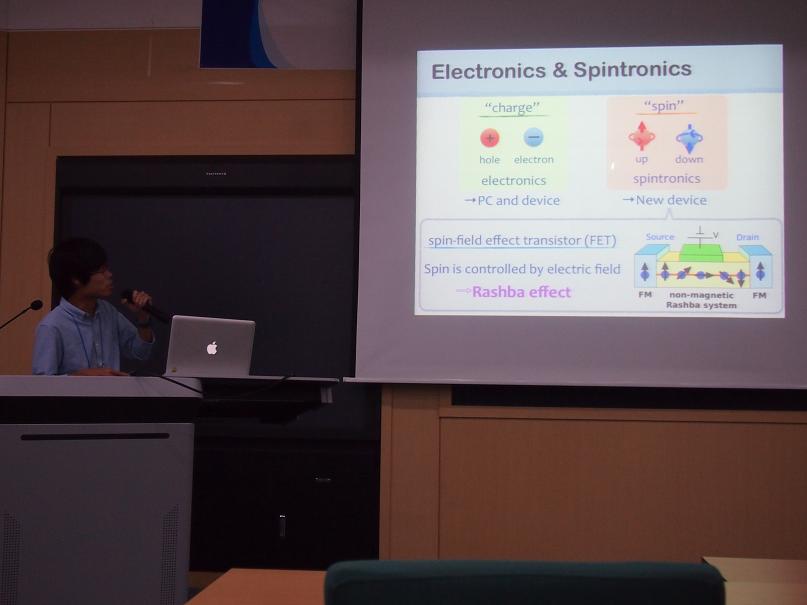 Electronics & Spintronics
“charge”
“spin”
+
−
hole
electron
up
down
electronics
spintronics
→PC and device
→New device
spin-field effect transistor (FET)
Spin is controlled by electric field
⇒Rashba effect
Source
V
Drain
FM
non-magnetic
Rashba system
FM